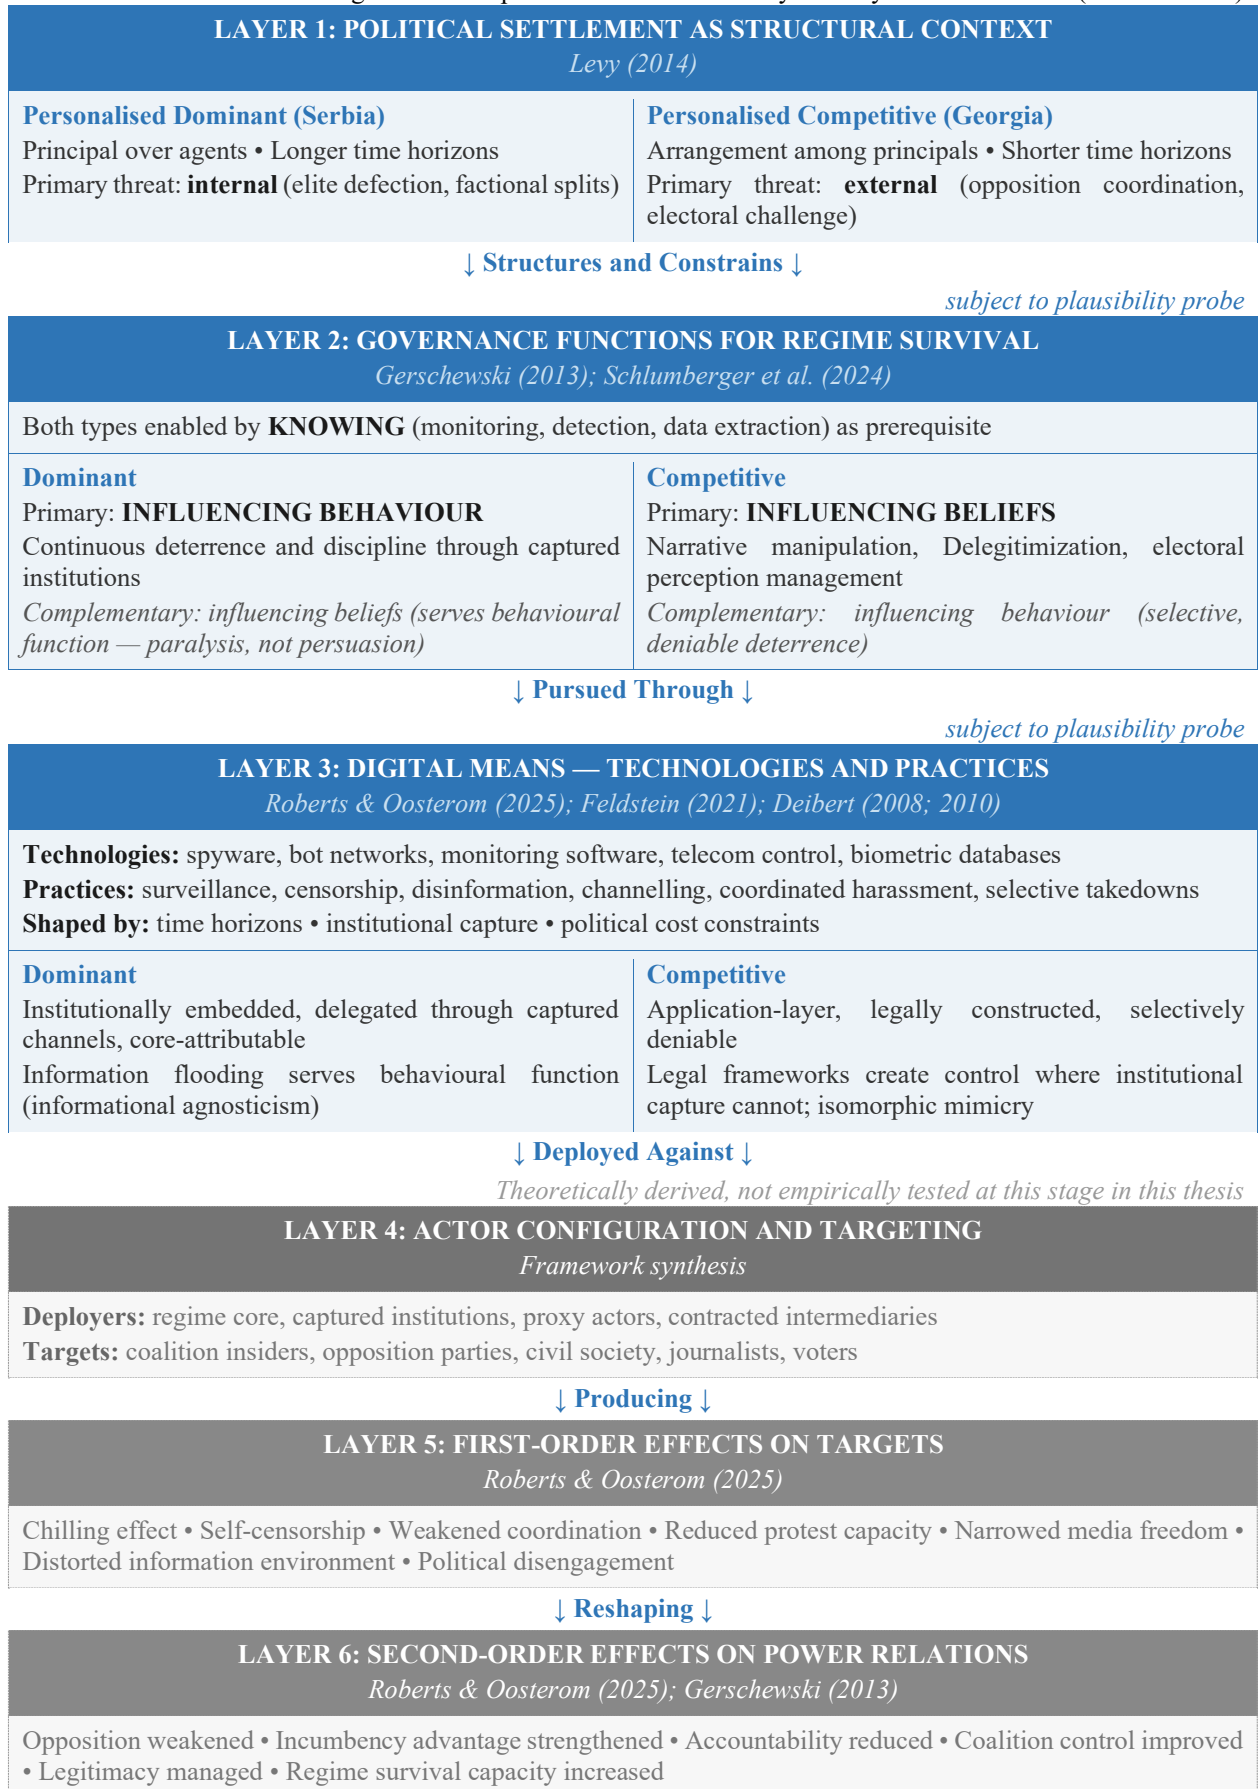 LAYER 1: POLITICAL SETTLEMENT AS STRUCTURAL CONTEXT
Levy (2014)
Personalised Dominant (Serbia)
Principal over agents • Longer time horizons
Primary threat: internal (elite defection, factional splits)
Personalised Competitive (Georgia)
Arrangement among principals • Shorter time horizons
Primary threat: external (opposition coordination,
electoral challenge)
↓ Structures and Constrains ↓
subject to plausibility probe
LAYER 2: GOVERNANCE FUNCTIONS FOR REGIME SURVIVAL
Gerschewski (2013); Schlumberger et al. (2024)
Both types enabled by KNOWING (monitoring, detection, data extraction) as prerequisite
Dominant
Primary: INFLUENCING BEHAVIOUR
Continuous deterrence and discipline through captured
institutions
Complementary: influencing beliefs (serves behavioural
function — paralysis, not persuasion)
Competitive
Primary: INFLUENCING BELIEFS
Narrative manipulation, Delegitimization, electoral
perception management
Complementary: influencing behaviour (selective,
deniable deterrence)
↓ Pursued Through ↓
subject to plausibility probe
LAYER 3: DIGITAL MEANS — TECHNOLOGIES AND PRACTICES
Roberts & Oosterom (2025); Feldstein (2021); Deibert (2008; 2010)
Technologies: spyware, bot networks, monitoring software, telecom control, biometric databases
Practices: surveillance, censorship, disinformation, channelling, coordinated harassment, selective takedowns
Shaped by: time horizons • institutional capture • political cost constraints
Dominant
Institutionally embedded, delegated through captured
channels, core-attributable
Information flooding serves behavioural function
(informational agnosticism)
Competitive
Application-layer, legally constructed, selectively
deniable
Legal frameworks create control where institutional
capture cannot; isomorphic mimicry
↓ Deployed Against ↓
Theoretically derived, not empirically tested at this stage in this thesis
LAYER 4: ACTOR CONFIGURATION AND TARGETING
Framework synthesis
Deployers: regime core, captured institutions, proxy actors, contracted intermediaries
Targets: coalition insiders, opposition parties, civil society, journalists, voters
↓ Producing ↓
LAYER 5: FIRST-ORDER EFFECTS ON TARGETS
Roberts & Oosterom (2025)
Chilling effect • Self-censorship • Weakened coordination • Reduced protest capacity • Narrowed media freedom •
Distorted information environment • Political disengagement
↓ Reshaping ↓
LAYER 6: SECOND-ORDER EFFECTS ON POWER RELATIONS
Roberts & Oosterom (2025); Gerschewski (2013)
Opposition weakened • Incumbency advantage strengthened • Accountability reduced • Coalition control improved
• Legitimacy managed • Regime survival capacity increased